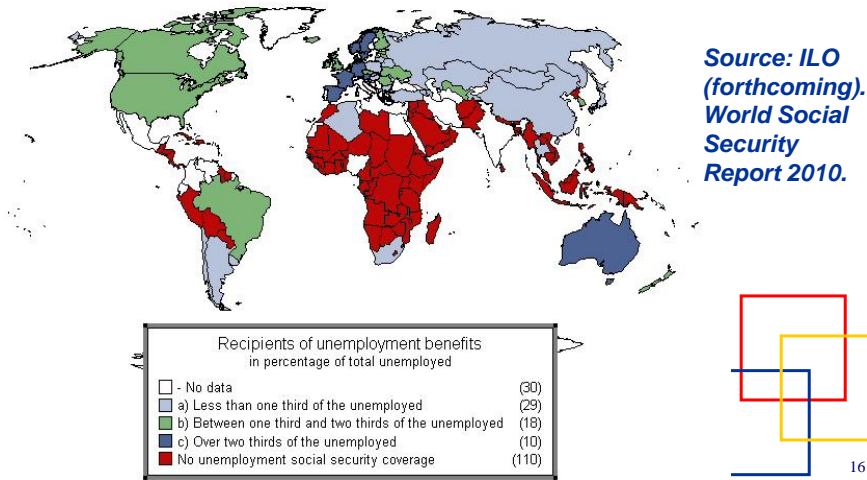 Source: ILO
(forthcoming).
World Social
Security
Report 2010.
Recipients of unemployment benefits
in percentage of total unemployed
- No data (30)
a) Less than one third of the unemployed (29)
b) Between one third and two thirds of the unemployed (18)
c) Over two thirds of the unemployed (10)
No unemployment social security coverage (110)
16